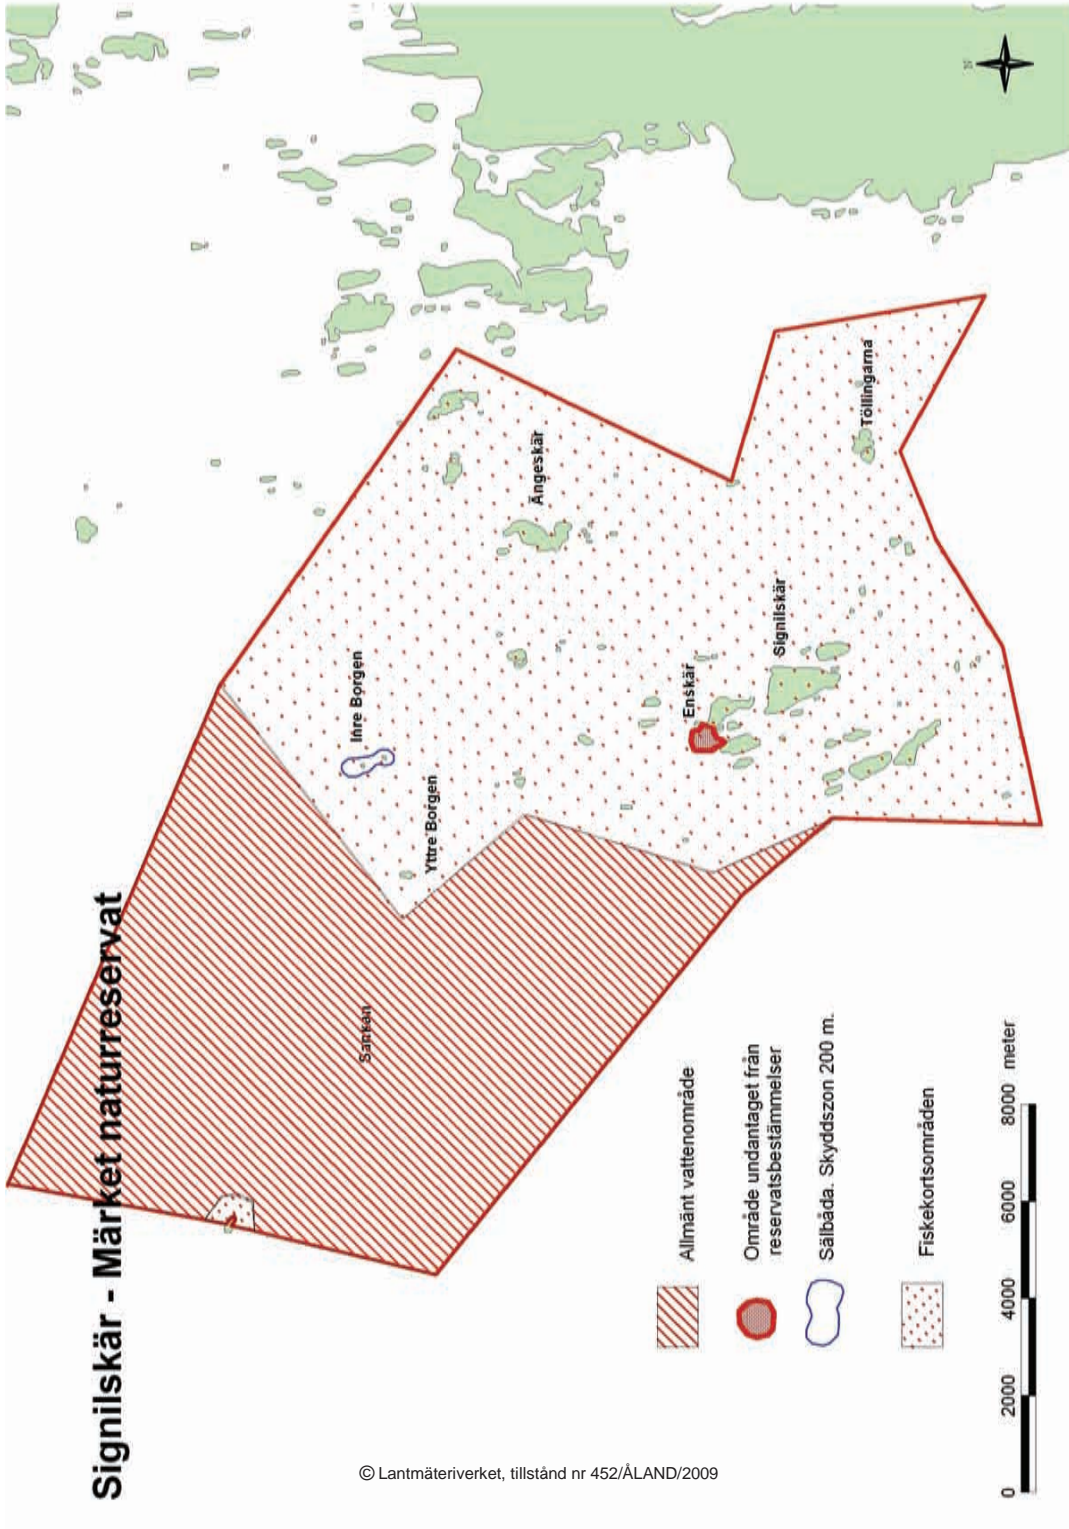 Signilskär - Märket naturreservat
N
Inre Borgen
Yttre Borgen
Ängeskär
Sankan
Enskär
Signilskär
Töllingarna
Allmänt vattenområde
Område undantaget från
reservatsbestämmelser
Sälbåda. Skyddszon 200 m.
Fiskekortsområden
0 2000 4000 6000 8000 meter
© Lantmäteriverket, tillstånd nr 452/ÅLAND/2009